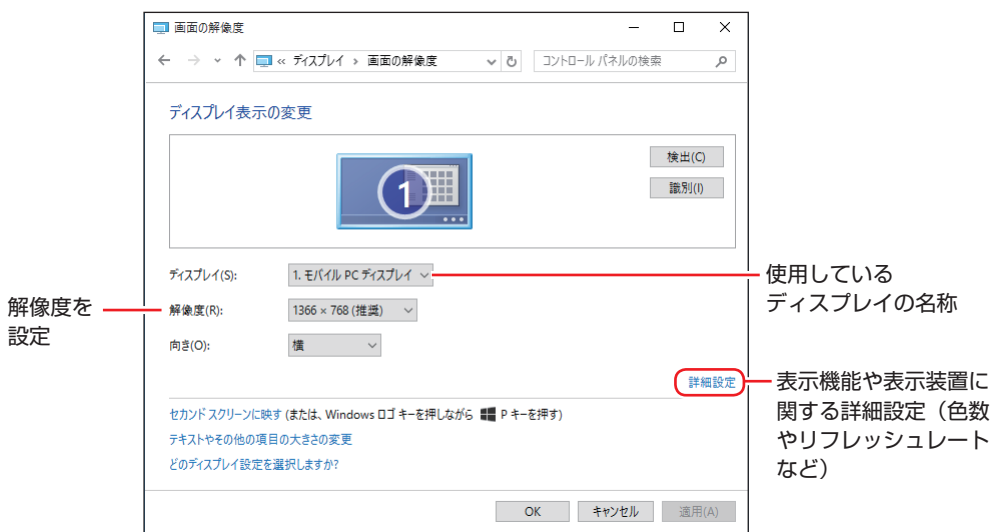 画面の解像度
« ディスプレイ › 画面の解像度
コントロール パネルの検索
ディスプレイ表示の変更
1
検出(C)
識別(I)
ディスプレイ(S):
1. モバイル PC ディスプレイ
使用している
ディスプレイの名称
解像度を
設定
解像度(R):
1366 × 768 (推奨)
向き(O):
横
詳細設定
表示機能や表示装置に
関する詳細設定（色数
やリフレッシュレート
など）
セカンド スクリーンに映す (または、Windows ロゴ キーを押しながら P キーを押す)
テキストやその他の項目の大きさの変更
どのディスプレイ設定を選択しますか?
OK
キャンセル
適用(A)